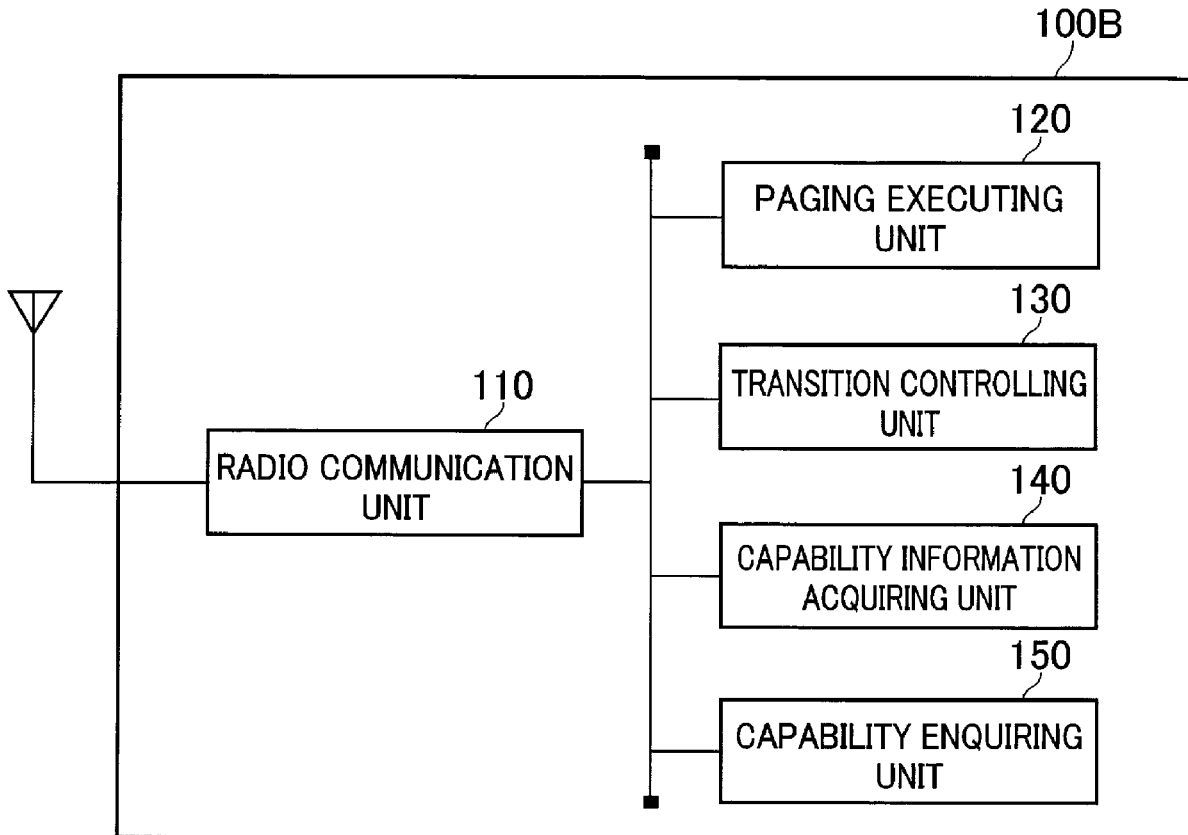 100B
120
PAGING EXECUTING
UNIT
130
TRANSITION CONTROLLING
UNIT
110
RADIO COMMUNICATION
UNIT
140
CAPABILITY INFORMATION
ACQUIRING UNIT
150
CAPABILITY ENQUIRING
UNIT